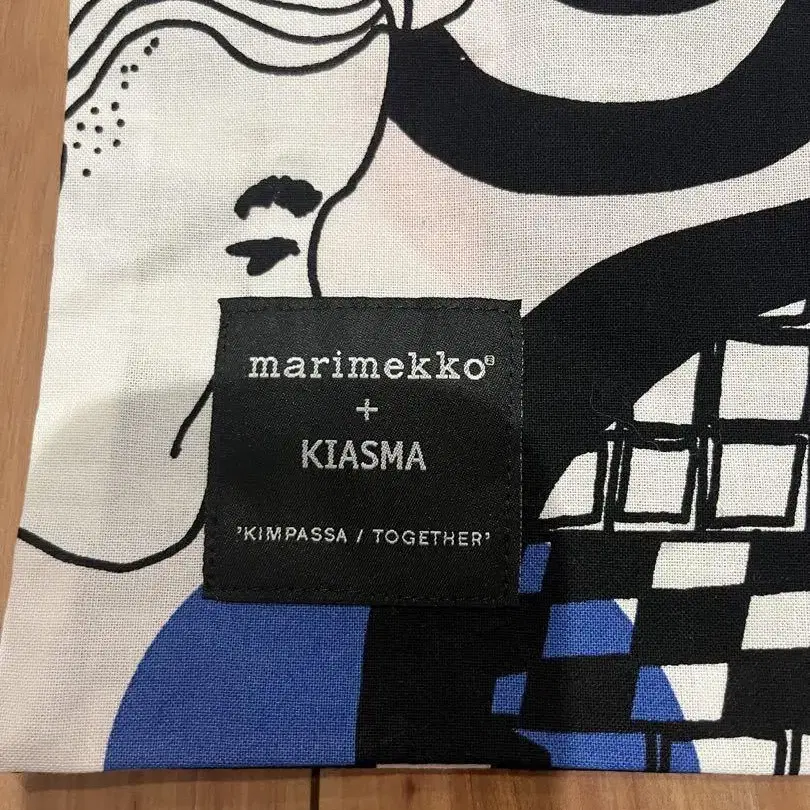 marimekko®
+
KIASMA
'KIMPASSA / TOGETHER'